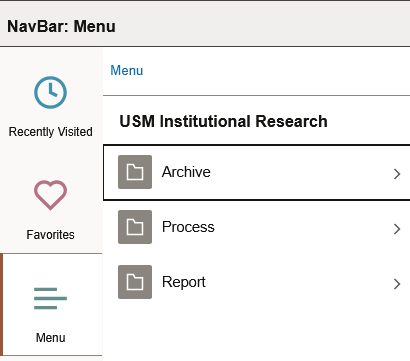 NavBar: Menu
Menu
Recently Visited
USM Institutional Research
Archive
Favorites
Process
Report
Menu